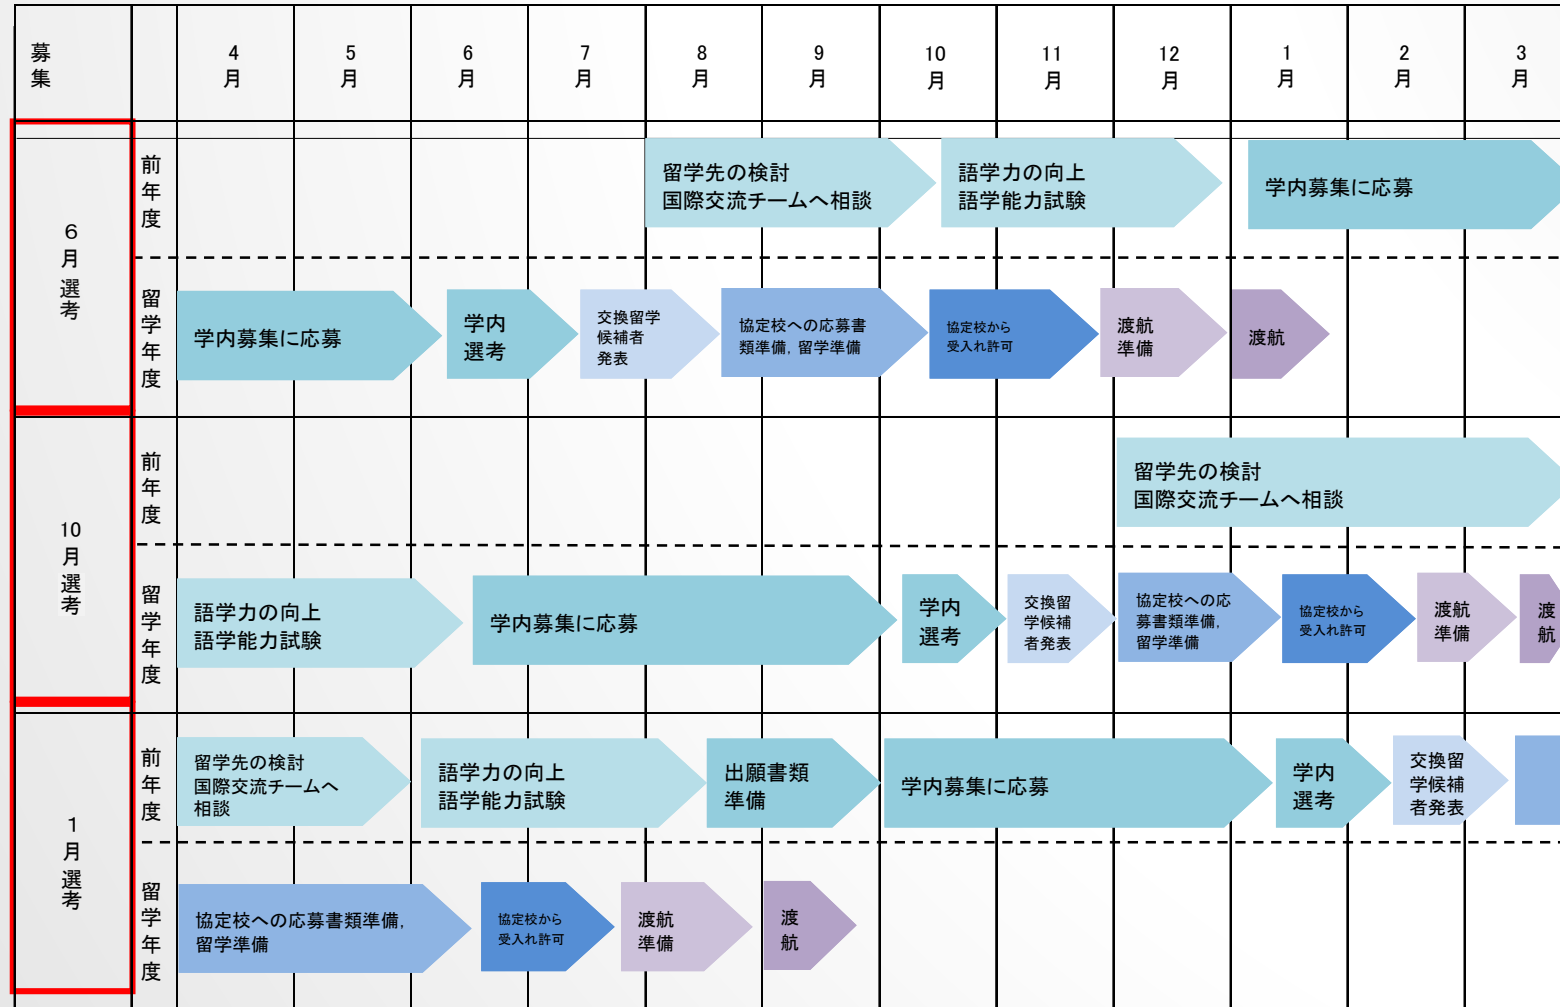 募集
4月
5月
6月
7月
8月
9月
10月
11月
12月
1月
2月
3月
6月選考
前年度
留学先の検討
国際交流チームへ相談
語学力の向上
語学能力試験
学内募集に応募
留学年度
学内募集に応募
学内
選考
交換留学
候補者
発表
協定校への応募書
類準備，留学準備
協定校から
受入れ許可
渡航
準備
渡航
10月選考
前年度
留学先の検討
国際交流チームへ相談
留学年度
語学力の向上
語学能力試験
学内募集に応募
学内
選考
交換留
学候補
者発表
協定校への応
募書類準備，
留学準備
協定校から
受入れ許可
渡航
準備
渡
航
1月選考
前年度
留学先の検討
国際交流チームへ
相談
語学力の向上
語学能力試験
出願書類
準備
学内募集に応募
学内
選考
交換留
学候補
者発表
留学年度
協定校への応募書類準備，
留学準備
協定校から
受入れ許可
渡航
準備
渡
航